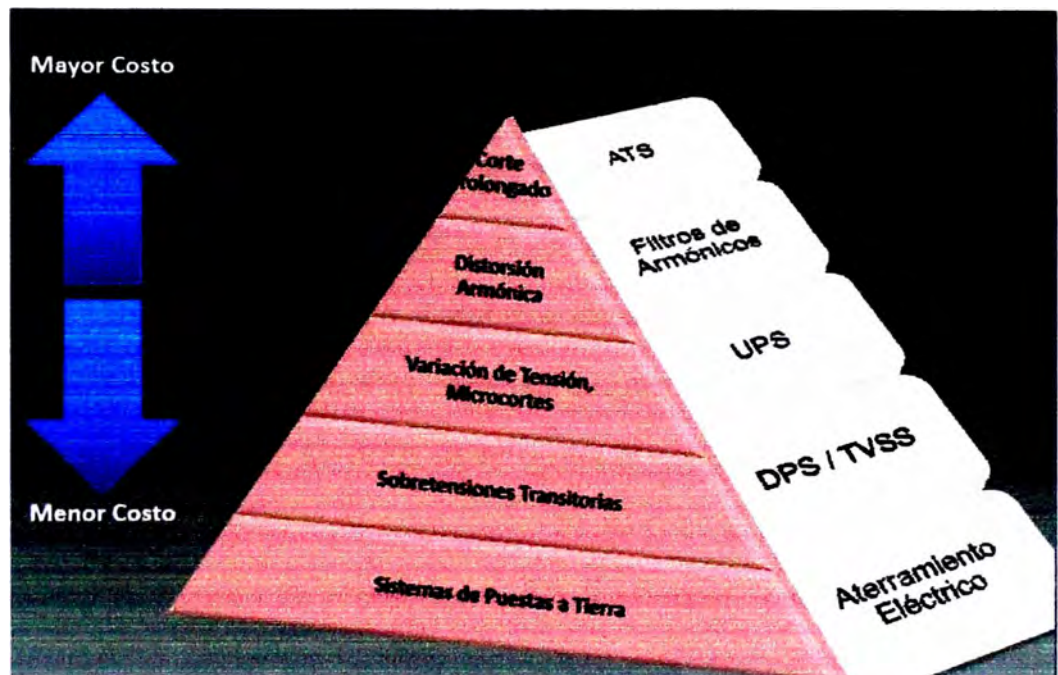 Mayor Costo
Corte
Prolongado
ATS
Distorsión
Armónica
Filtros de
Armónicos
Variación de Tensión,
Microcortes
UPS
Sobretensiones Transitorias
DPS / TVSS
Menor Costo
Sistemas de Puestas a Tierra
Aterramiento
Eléctrico